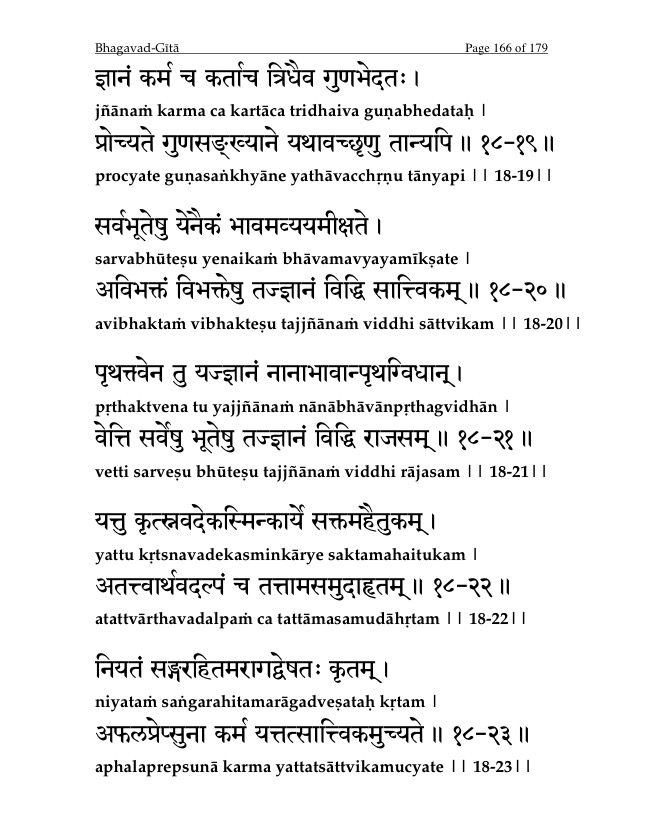 Bhagavad-Gītā Page 166 of 179
ज्ञानं कर्म च कर्ताच त्रिधैव गुणभेदतः ।
jñānaṁ karma ca kartāca tridhaiva guṇabhedataḥ |
प्रोच्यते गुणसङ्ख्याने यथावच्छृणु तान्यपि ॥ १८-१९॥
procyate guṇasaṅkhyāne yathāvacchṛṇu tānyapi || 18-19||
सर्वभूतेषु येनैकं भावमव्ययमीक्षते ।
sarvabhūteṣu yenaikaṁ bhāvamavyayamīkṣate |
अविभक्तं विभक्तेषु तज्ज्ञानं विद्धि सात्त्विकम् ॥ १८-२०॥
avibhaktaṁ vibhakteṣu tajjñānaṁ viddhi sāttvikam || 18-20||
पृथक्त्वेन तु यज्ज्ञानं नानाभावान्पृथग्विधान् ।
pṛthaktvena tu yajjñānaṁ nānābhāvānpṛthagvidhān |
वेत्ति सर्वेषु भूतेषु तज्ज्ञानं विद्धि राजसम् ॥ १८-२१॥
vetti sarveṣu bhūteṣu tajjñānaṁ viddhi rājasam || 18-21||
यत्तु कृत्स्नवदेकस्मिन्कार्ये सक्तमहैतुकम् ।
yattu kṛtsnavadekasminkārye saktamahaitukam |
अतत्त्वार्थवदल्पं च तत्तामसमुदाहृतम् ॥ १८-२२॥
atattvārthavadalpaṁ ca tattāmasamudāhṛtam || 18-22||
नियतं सङ्गरहितमरागद्वेषतः कृतम् ।
niyataṁ saṅgarahitamarāgadveṣataḥ kṛtam |
अफलप्रेप्सुना कर्म यत्तत्सात्त्विकमुच्यते ॥ १८-२३॥
aphalaprepsunā karma yattatsāttvikamucyate || 18-23||